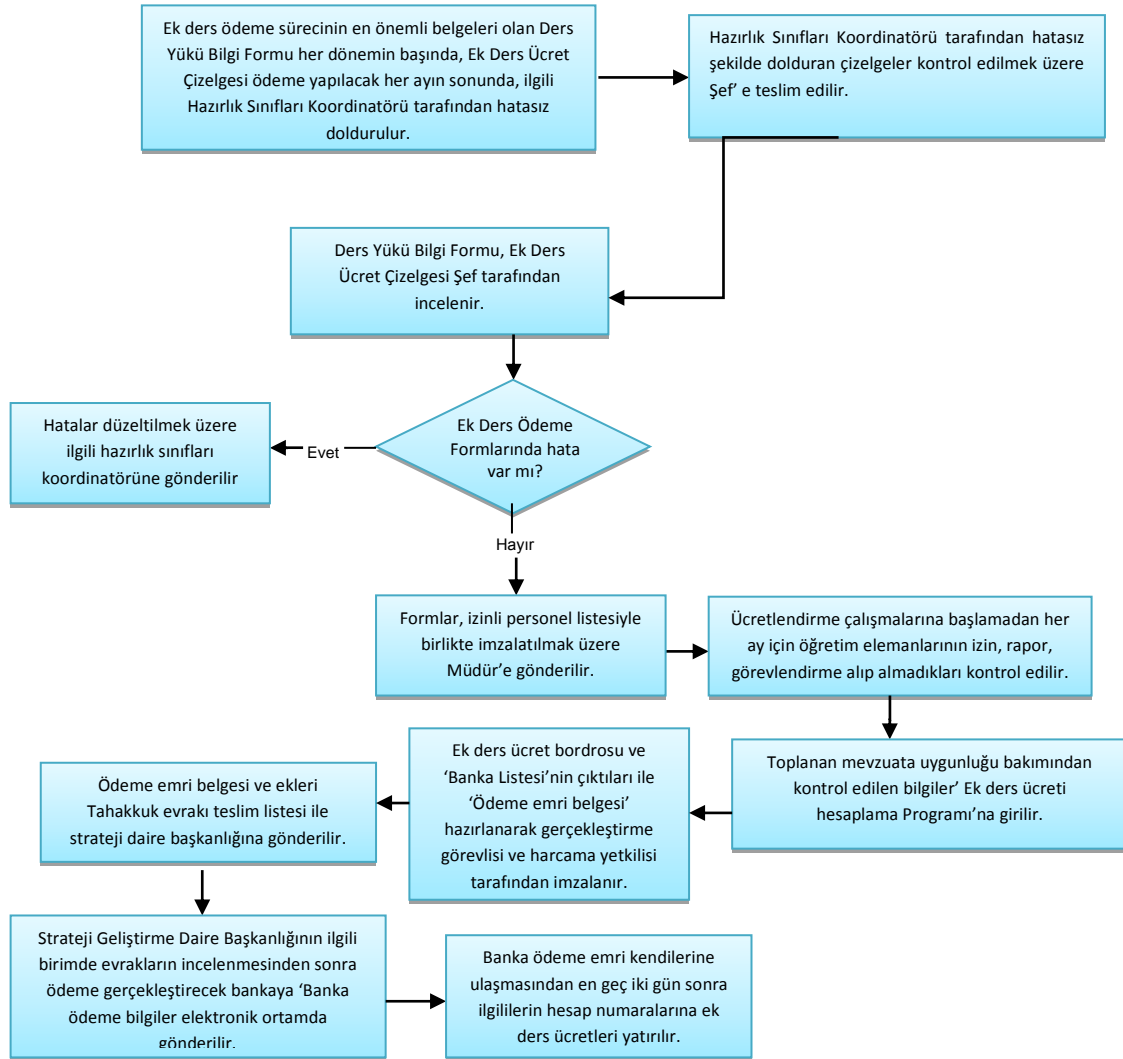 Ek ders ödeme sürecinin en önemli belgeleri olan Ders
Yükü Bilgi Formu her dönemin başında, Ek Ders Ücret
Çizelgesi ödeme yapılacak her ayın sonunda, ilgili
Hazırlık Sınıfları Koordinatörü tarafından hatasız
doldurulur.
Hazırlık Sınıfları Koordinatörü tarafından hatasız
şekilde dolduran çizelgeler kontrol edilmek üzere
Şef' e teslim edilir.
Ders Yükü Bilgi Formu, Ek Ders
Ücret Çizelgesi Şef tarafından
incelenir.
Ek Ders Ödeme
Formlarında hata
var mı?
Evet
Hatalar düzeltilmek üzere
ilgili hazırlık sınıfları
koordinatörüne gönderilir
Hayır
Formlar, izinli personel listesiyle
birlikte imzalatılmak üzere
Müdür'e gönderilir.
Ücretlendirme çalışmalarına başlamadan her
ay için öğretim elemanlarının izin, rapor,
görevlendirme alıp almadıkları kontrol edilir.
Toplanan mevzuata uygunluğu bakımından
kontrol edilen bilgiler' Ek ders ücreti
hesaplama Programı'na girilir.
Ek ders ücret bordrosu ve
'Banka Listesi'nin çıktıları ile
'Ödeme emri belgesi'
hazırlanarak gerçekleştirme
görevlisi ve harcama yetkilisi
tarafından imzalanır.
Ödeme emri belgesi ve ekleri
Tahakkuk evrakı teslim listesi ile
strateji daire başkanlığına gönderilir.
Strateji Geliştirme Daire Başkanlığının ilgili
birimde evrakların incelenmesinden sonra
ödeme gerçekleştirecek bankaya 'Banka
ödeme bilgiler elektronik ortamda
gönderilir.
Banka ödeme emri kendilerine
ulaşmasından en geç iki gün sonra
ilgililerin hesap numaralarına ek
ders ücretleri yatırılır.